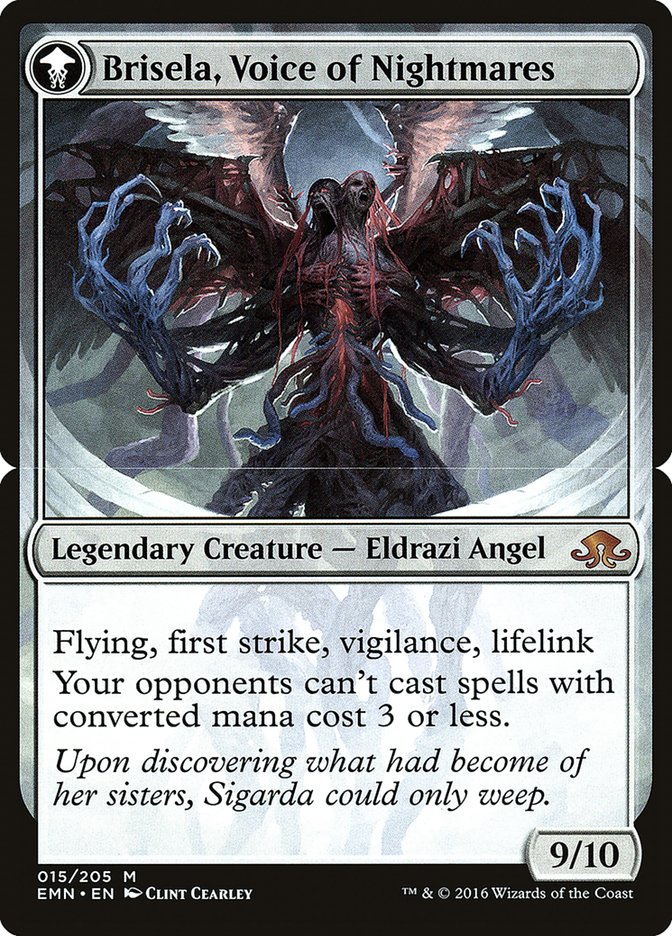 Brisela, Voice of Nightmares
Legendary Creature — Eldrazi Angel
Flying, first strike, vigilance, lifelink
Your opponents can't cast spells with
converted mana cost 3 or less.
Upon discovering what had become of
her sisters, Sigarda could only weep.
9/10
015/205 M
EMN • EN Clint Cearley
™ & © 2016 Wizards of the Coast